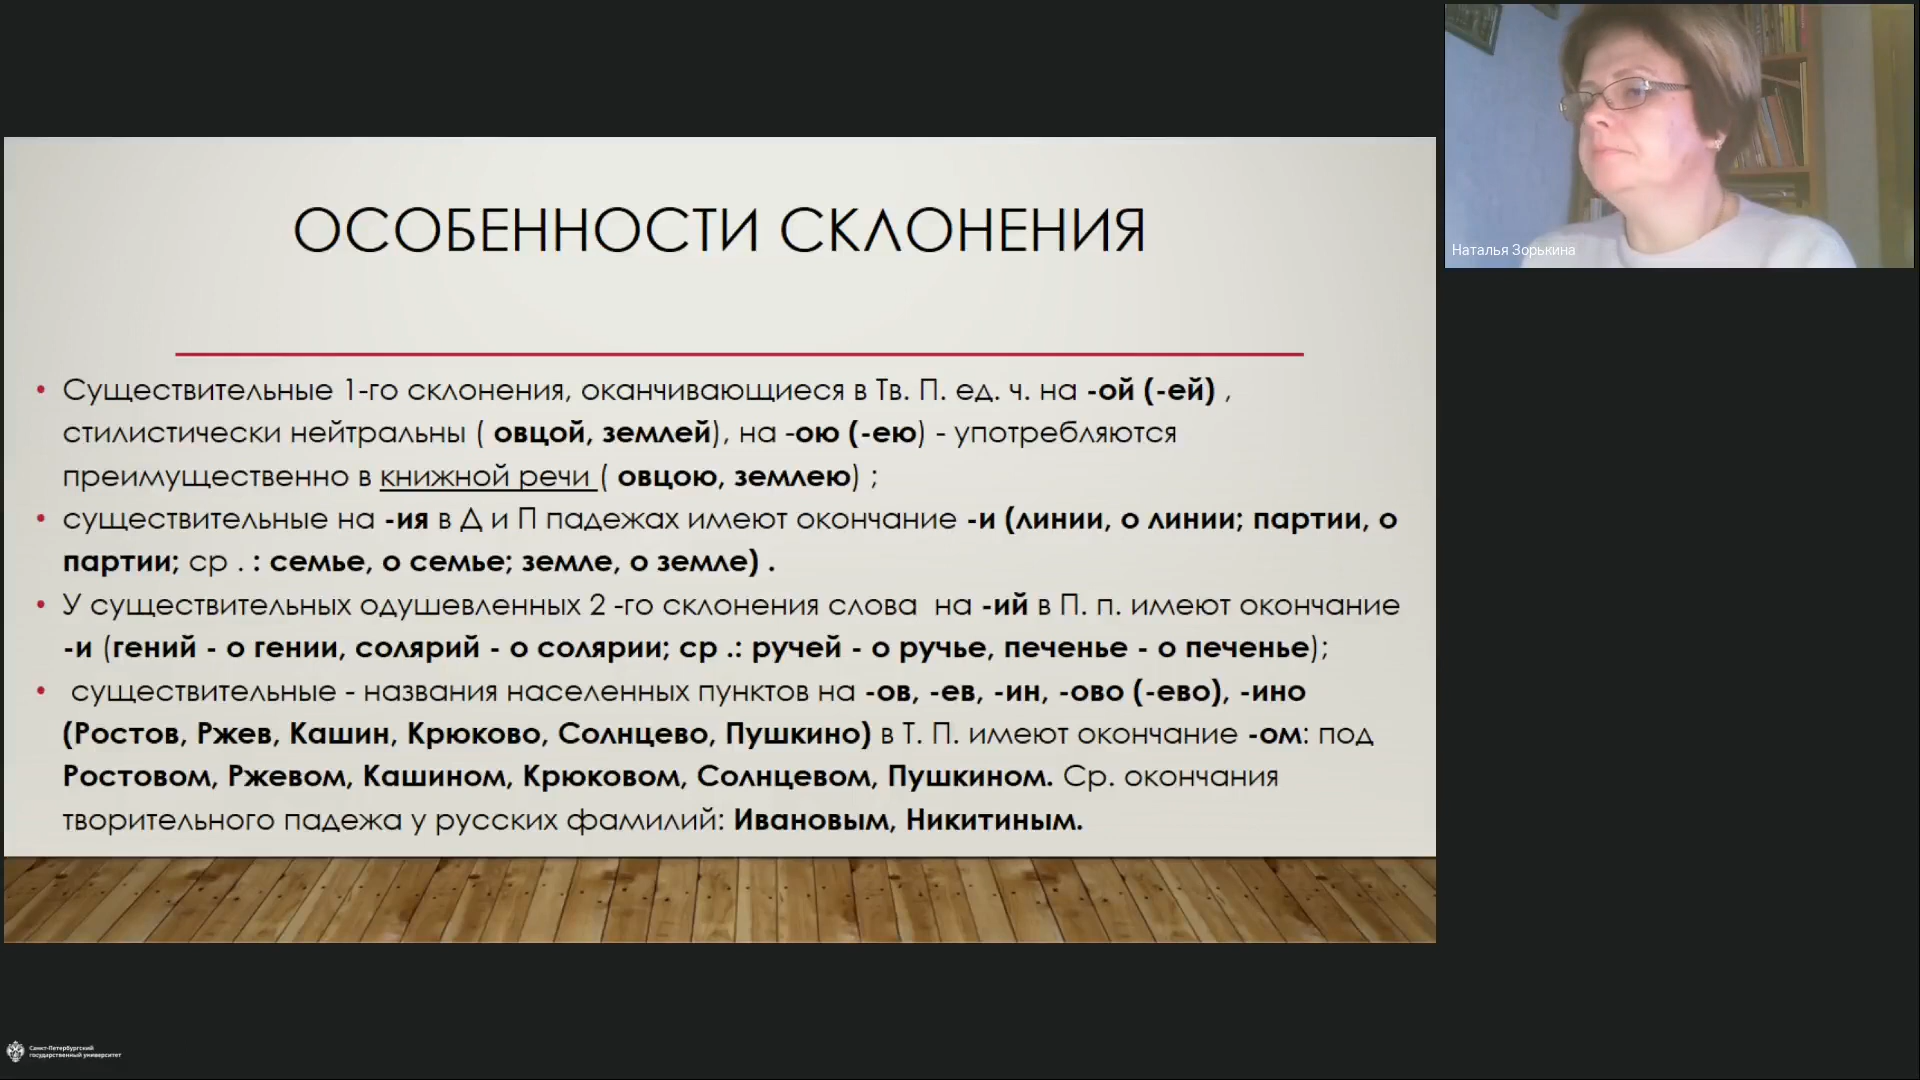 ОСОБЕННОСТИ СКЛОНЕНИЯ
• Существительные 1-го склонения, оканчивающиеся в Тв. П. ед. ч. на -ой (-ей) ,
стилистически нейтральны ( овцой, землей), на -ою (-ею) - употребляются
преимущественно в книжной речи ( овцою, землею) ;
• существительные на -ия в Д и П падежах имеют окончание -и (линии, о линии; партии, о
партии; ср . : семье, о семье; земле, о земле) .
• У существительных одушевленных 2 -го склонения слова на -ий в П. п. имеют окончание
-и (гений - о гении, солярий - о солярии; ср .: ручей - о ручье, печенье - о печенье);
• существительные - названия населенных пунктов на -ов, -ев, -ин, -ово (-ево), -ино
(Ростов, Ржев, Кашин, Крюково, Солнцево, Пушкино) в Т. П. имеют окончание -ом: под
Ростовом, Ржевом, Кашином, Крюковом, Солнцевом, Пушкином. Ср. окончания
творительного падежа у русских фамилий: Ивановым, Никитиным.
Наталья Зорькина
Санкт-Петербургский
государственный университет